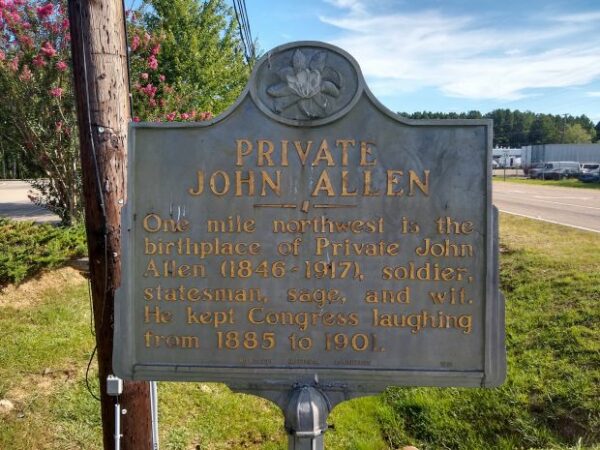 PRIVATE
JOHN ALLEN
One mile northwest is the
birthplace of Private John
Allen (1846-1917), soldier,
statesman, sage, and wit.
He kept Congress laughing
from 1885 to 1901.